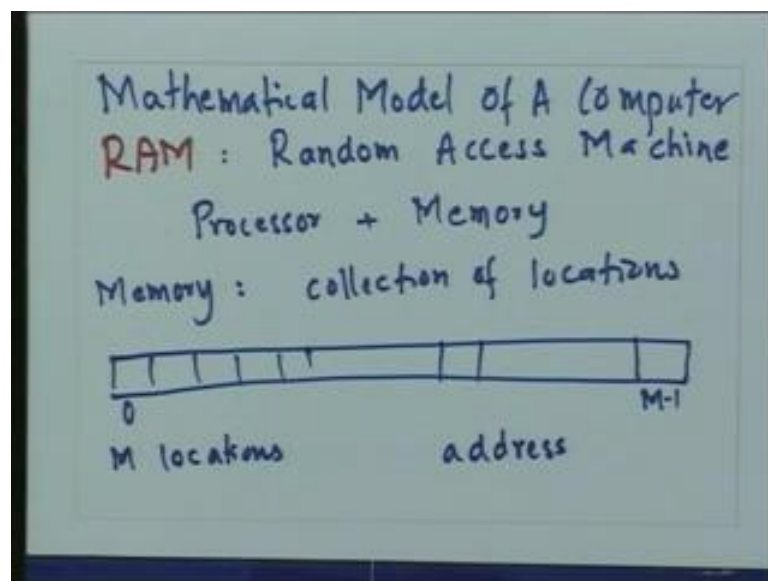 Mathematical Model Of A Computer
RAM : Random Access Machine
Processor + Memory
Memory : collection of locations
0 M-1
M locations address